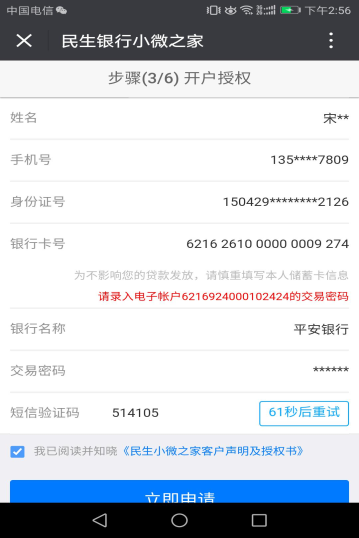 中国电信 下午2:56
民生银行小微之家
步骤(3/6) 开户授权
姓名 宋**
手机号 135****7809
身份证号 150429********2126
银行卡号 6216 2610 0000 0009 274
为不影响您的贷款发放，请慎重填写本人储蓄卡信息
请录入电子帐户6216924000102424的交易密码
银行名称 平安银行
交易密码 ******
短信验证码 514105 61秒后重试
我已阅读并知晓《民生小微之家客户声明及授权书》
立即申请